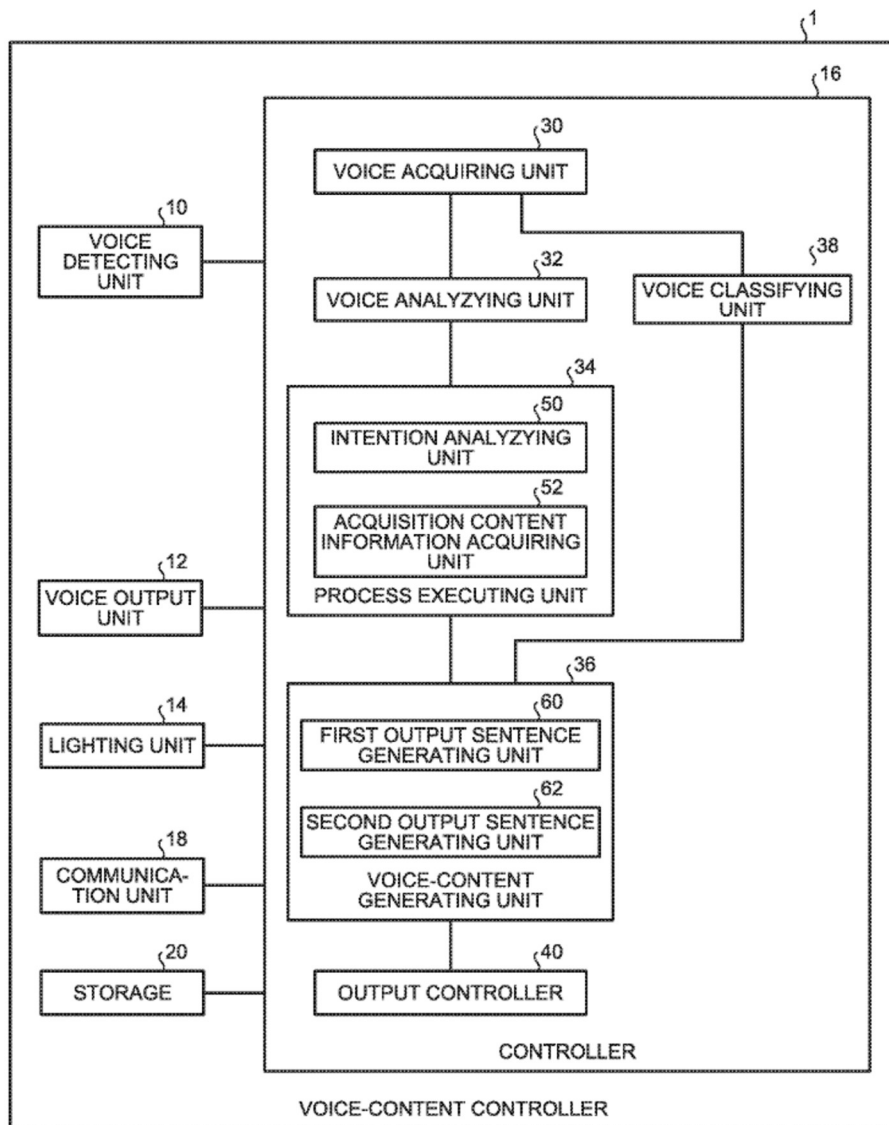 1
16
30
VOICE ACQUIRING UNIT
10
VOICE
DETECTING
UNIT
32
VOICE ANALYZYING UNIT
38
VOICE CLASSIFYING
UNIT
34
50
INTENTION ANALYZYING
UNIT
52
ACQUISITION CONTENT
INFORMATION ACQUIRING
UNIT
PROCESS EXECUTING UNIT
12
VOICE OUTPUT
UNIT
36
60
FIRST OUTPUT SENTENCE
GENERATING UNIT
14
LIGHTING UNIT
62
SECOND OUTPUT SENTENCE
GENERATING UNIT
VOICE-CONTENT
GENERATING UNIT
18
COMMUNICA-
TION UNIT
20
STORAGE
40
OUTPUT CONTROLLER
CONTROLLER
VOICE-CONTENT CONTROLLER